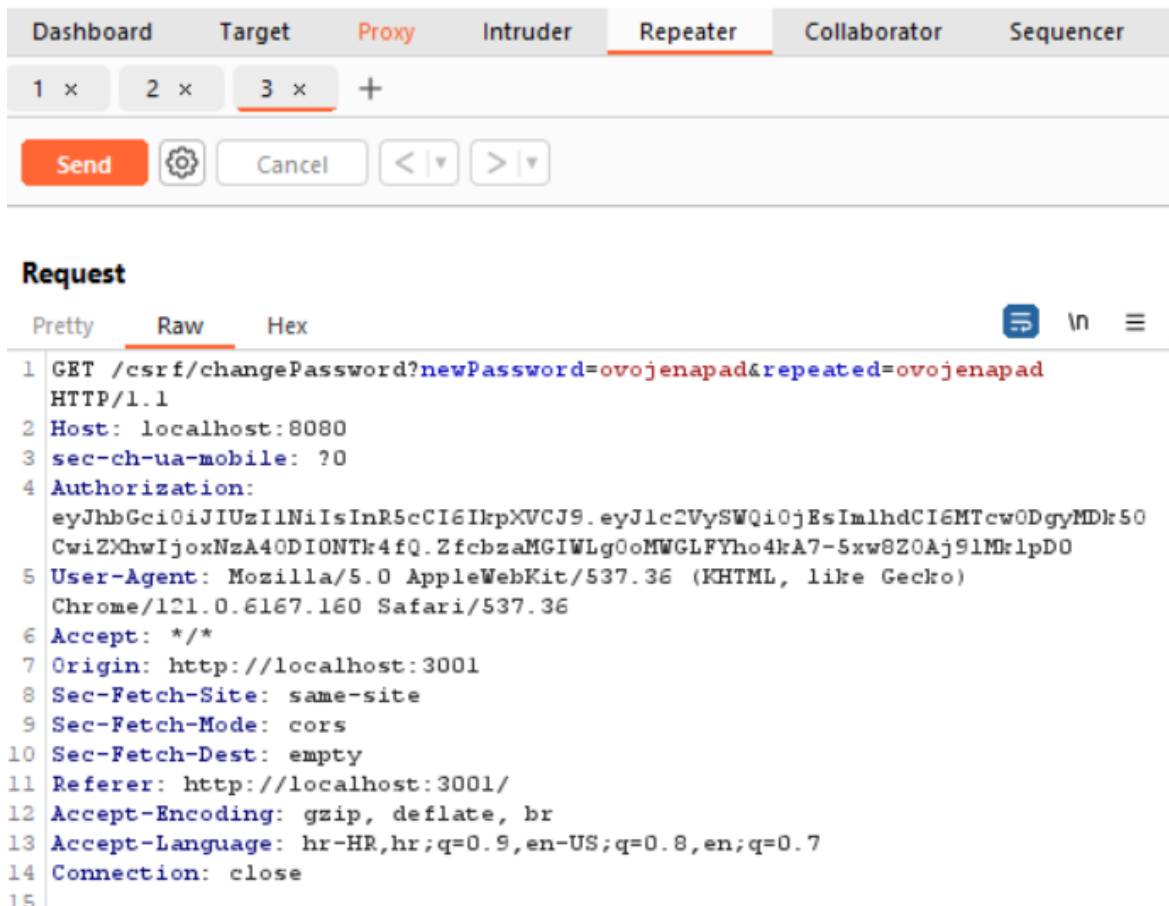 Dashboard Target Proxy Intruder Repeater Collaborator Sequencer
1 × 2 × 3 × +
Send Cancel < > 
Request
Pretty Raw Hex \n
1 GET /csrf/changePassword?newPassword=ovojenapad&repeated=ovojenapad
HTTP/1.1
2 Host: localhost:8080
3 sec-ch-ua-mobile: ?0
4 Authorization:
eyJhbGciOiJIUzI1NiIsInR5cCI6IkpXVCJ9.eyJ1c2VySWQiOjEsImlhdCI6MTcwODgyMDk5O
CwiZXhwIjoxNzA4ODI0NTk4fQ.ZfcbzaMGIWLg0oMWGLFYho4kA7-5xw8Z0Aj91Mk1pD0
5 User-Agent: Mozilla/5.0 AppleWebKit/537.36 (KHTML, like Gecko)
Chrome/121.0.6167.160 Safari/537.36
6 Accept: */*
7 Origin: http://localhost:3001
8 Sec-Fetch-Site: same-site
9 Sec-Fetch-Mode: cors
10 Sec-Fetch-Dest: empty
11 Referer: http://localhost:3001/
12 Accept-Encoding: gzip, deflate, br
13 Accept-Language: hr-HR,hr;q=0.9,en-US;q=0.8,en;q=0.7
14 Connection: close
15